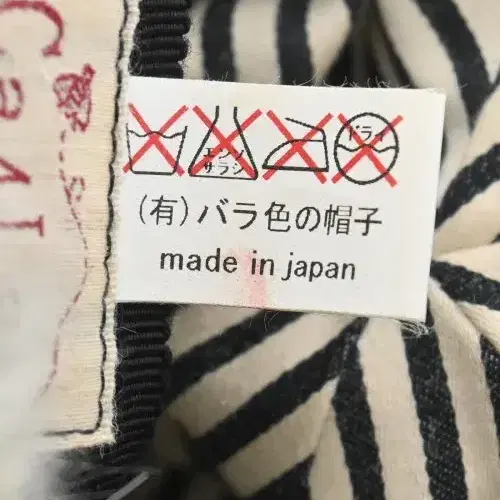 エンソ
サラシ
ドライ
(有)バラ色の帽子
made in japan